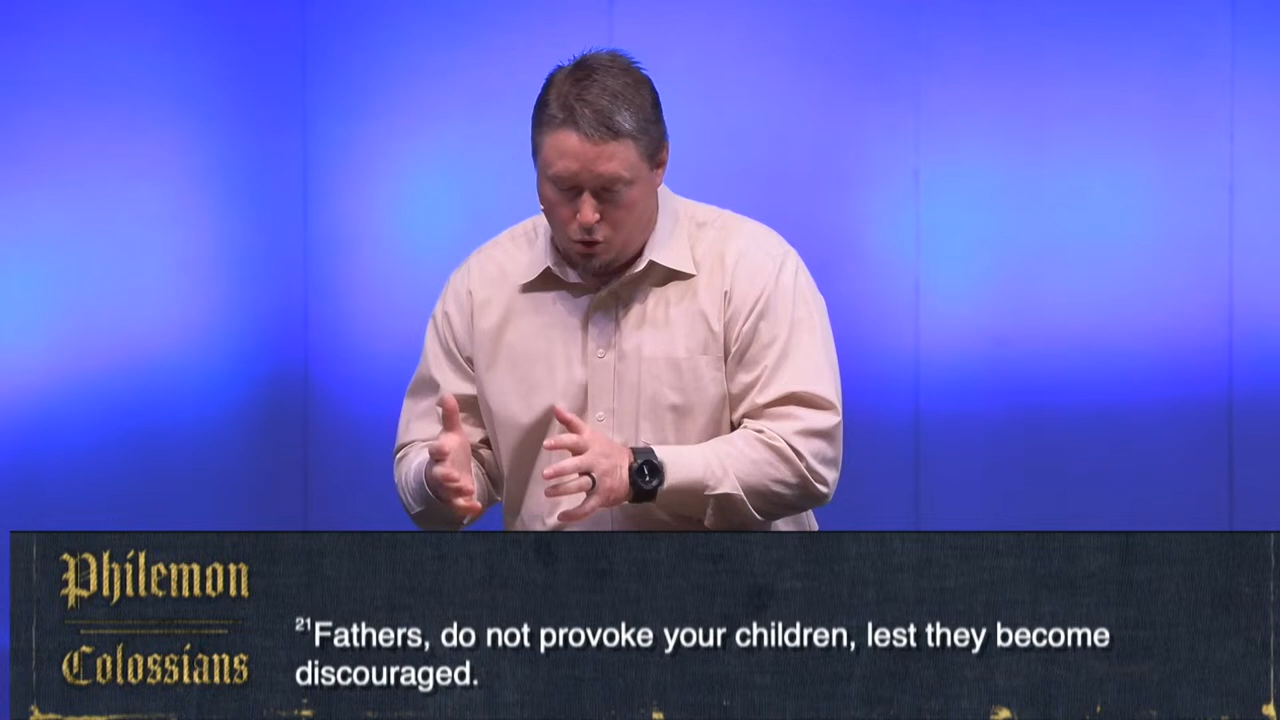 Philemon
Colossians
²¹Fathers, do not provoke your children, lest they become
discouraged.